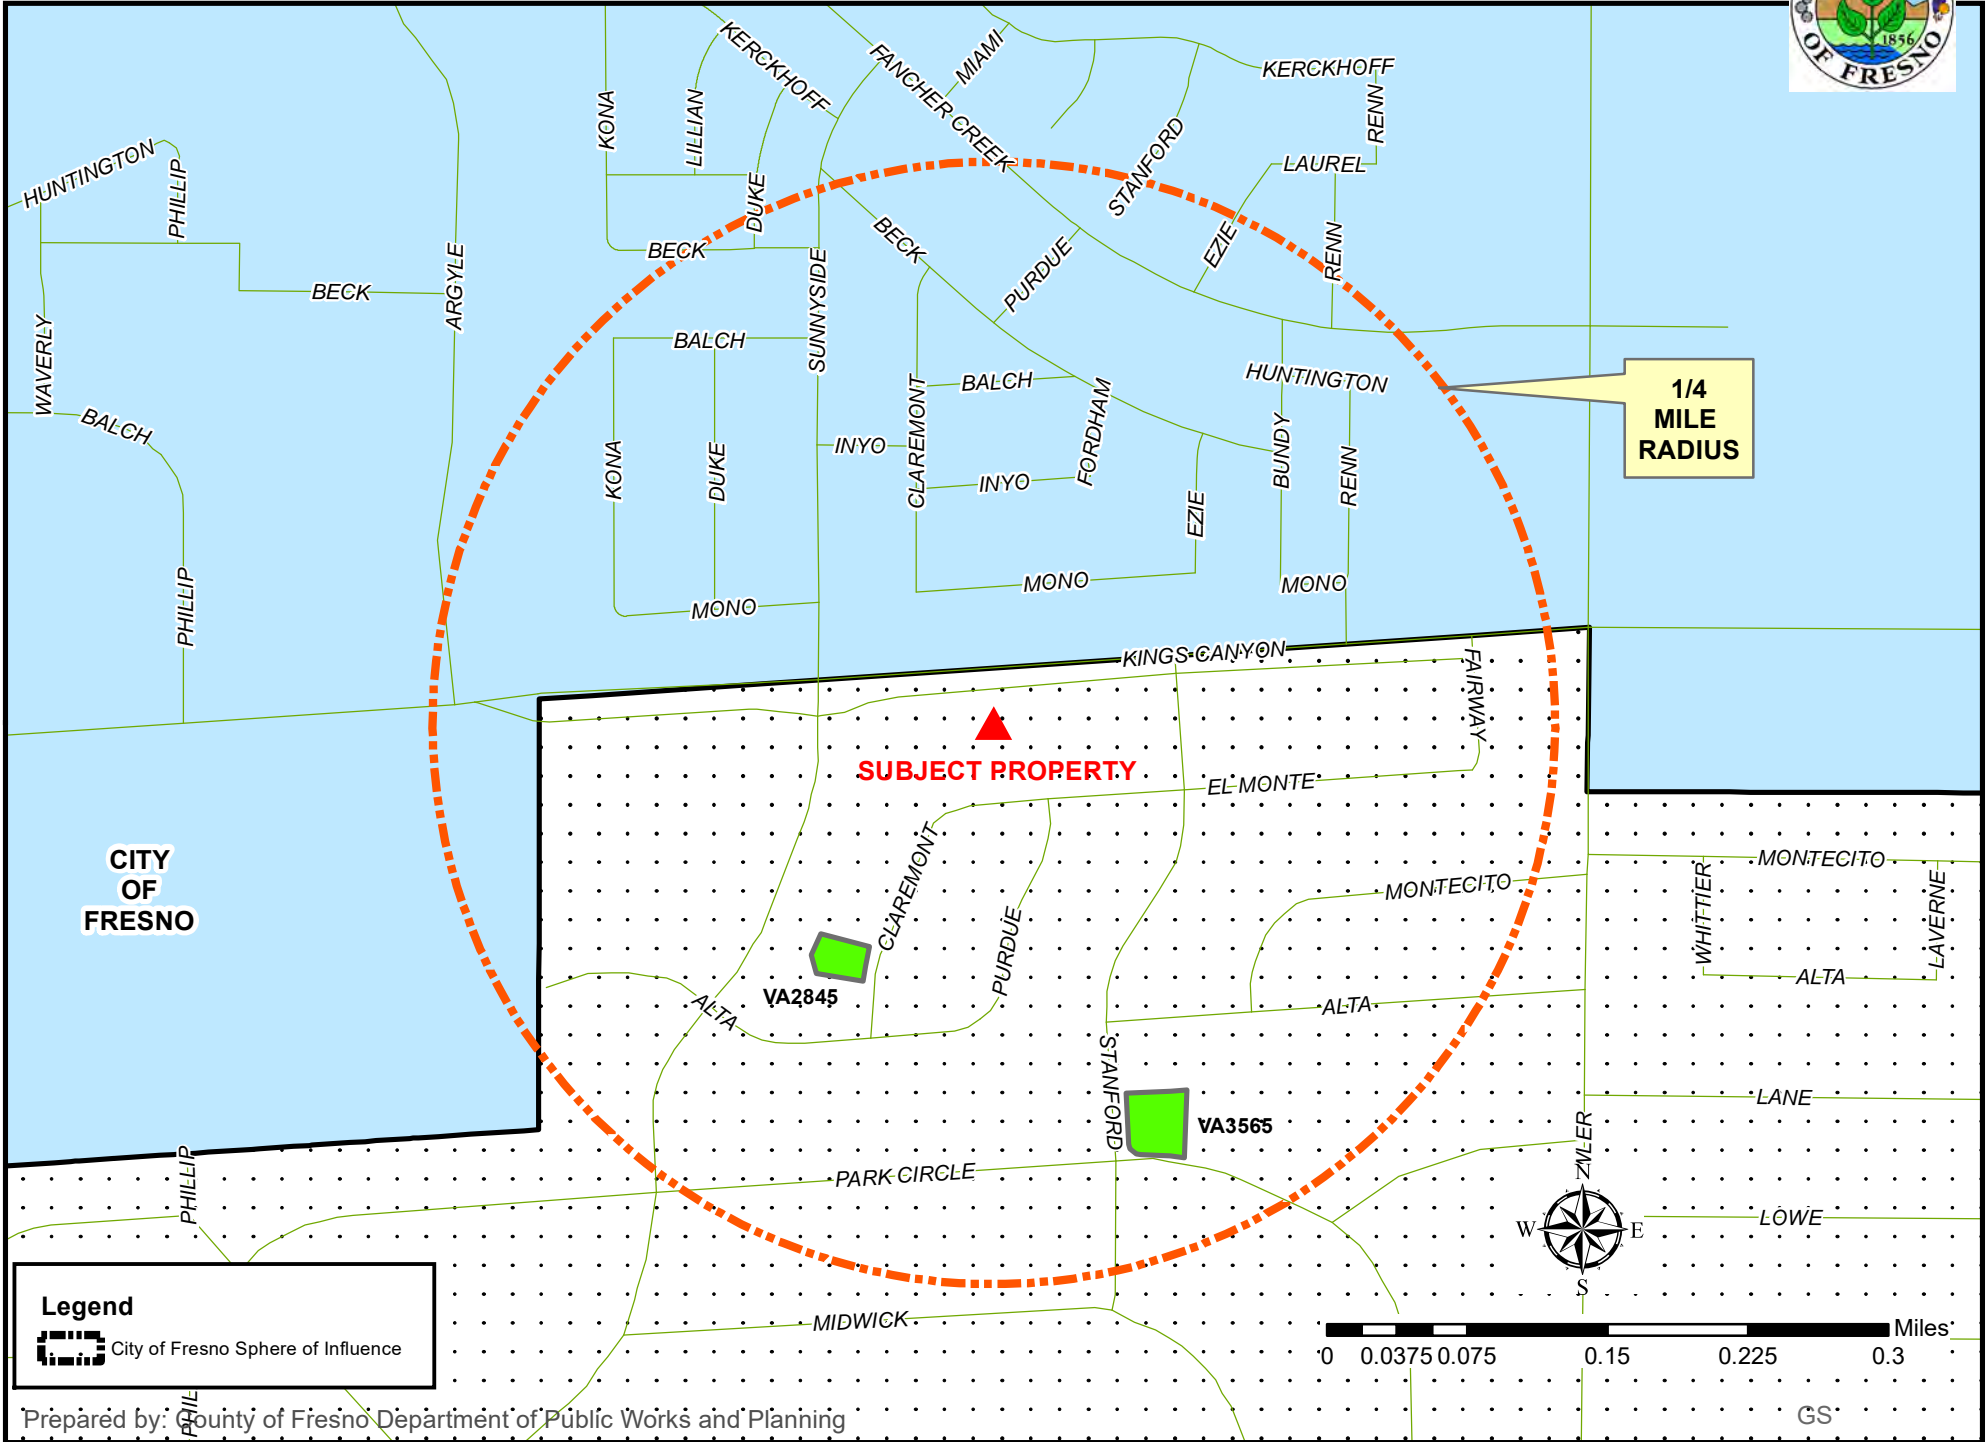 1856
OF FRESNO
KERCKHOFF
FANCHER CREEK
MIAMI
KERCKHOFF
KONA
LILLIAN
RENN
HUNTINGTON
PHILLIP
DUKE
STANFORD
LAUREL
BECK
BECK
PURDUE
EZIE
RENN
BECK
ARGYLE
SUNNYSIDE
WAVERLY
BALCH
BALCH
HUNTINGTON
1/4
MILE
RADIUS
BALCH
KONA
DUKE
INYO
CLAREMONT
INYO
FORDHAM
EZIE
BUNDY
RENN
PHILLIP
MONO
MONO
MONO
KINGS CANYON
FAIRWAY
SUBJECT PROPERTY
EL MONTE
CITY
OF
FRESNO
CLAREMONT
PURDUE
MONTECITO
MONTECITO
WHITTIER
LAVERNE
ALTA
VA2845
ALTA
ALTA
STANFORD
VA3565
LANE
PHILLIP
PARK CIRCLE
N
W
E
S
LOWE
MIDWICK
Legend
City of Fresno Sphere of Influence
Miles
0 0.0375 0.075 0.15 0.225 0.3
Prepared by: County of Fresno Department of Public Works and Planning
GS